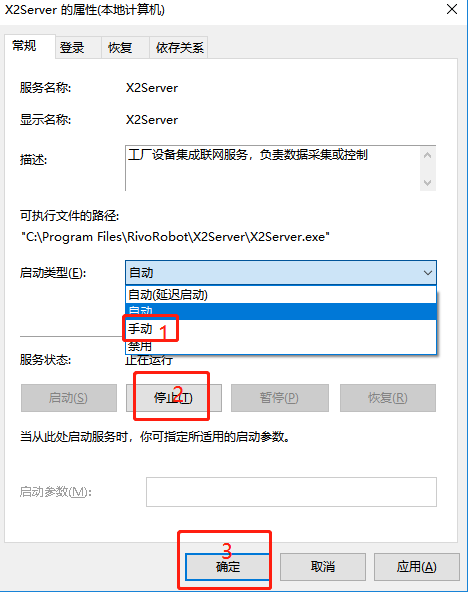 X2Server 的属性(本地计算机)
常规 登录 恢复 依存关系
服务名称: X2Server
显示名称: X2Server
描述: 工厂设备集成联网服务，负责数据采集或控制
可执行文件的路径:
"C:\Program Files\RivoRobot\X2Server\X2Server.exe"
启动类型(E): 自动
自动(延迟启动)
自动
手动 1
禁用
服务状态: 正在运行
启动(S) 停止(T) 2 暂停(P) 恢复(R)
当从此处启动服务时，你可指定所适用的启动参数。
启动参数(M):
3
确定 取消 应用(A)